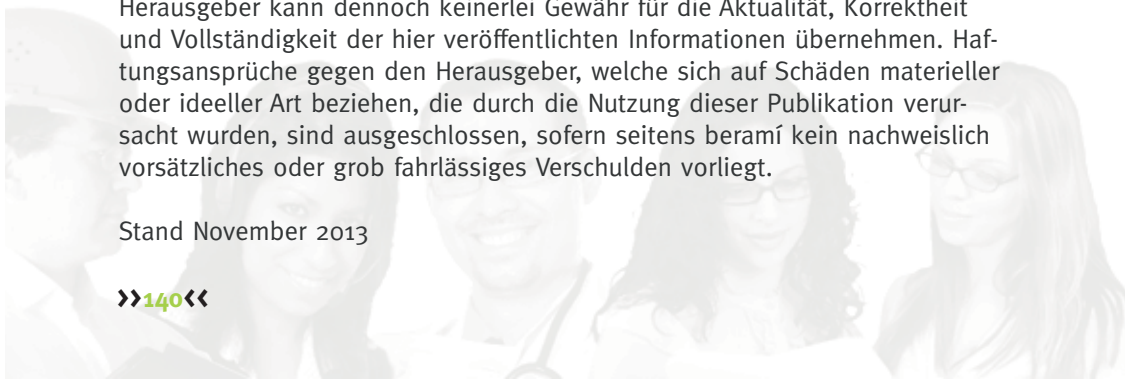 Herausgeber kann dennoch keinerlei Gewähr für die Aktualität, Korrektheit
und Vollständigkeit der hier veröffentlichten Informationen übernehmen. Haf-
tungsansprüche gegen den Herausgeber, welche sich auf Schäden materieller
oder ideeller Art beziehen, die durch die Nutzung dieser Publikation verur-
sacht wurden, sind ausgeschlossen, sofern seitens beramí kein nachweislich
vorsätzliches oder grob fahrlässiges Verschulden vorliegt.
Stand November 2013
>>140<<